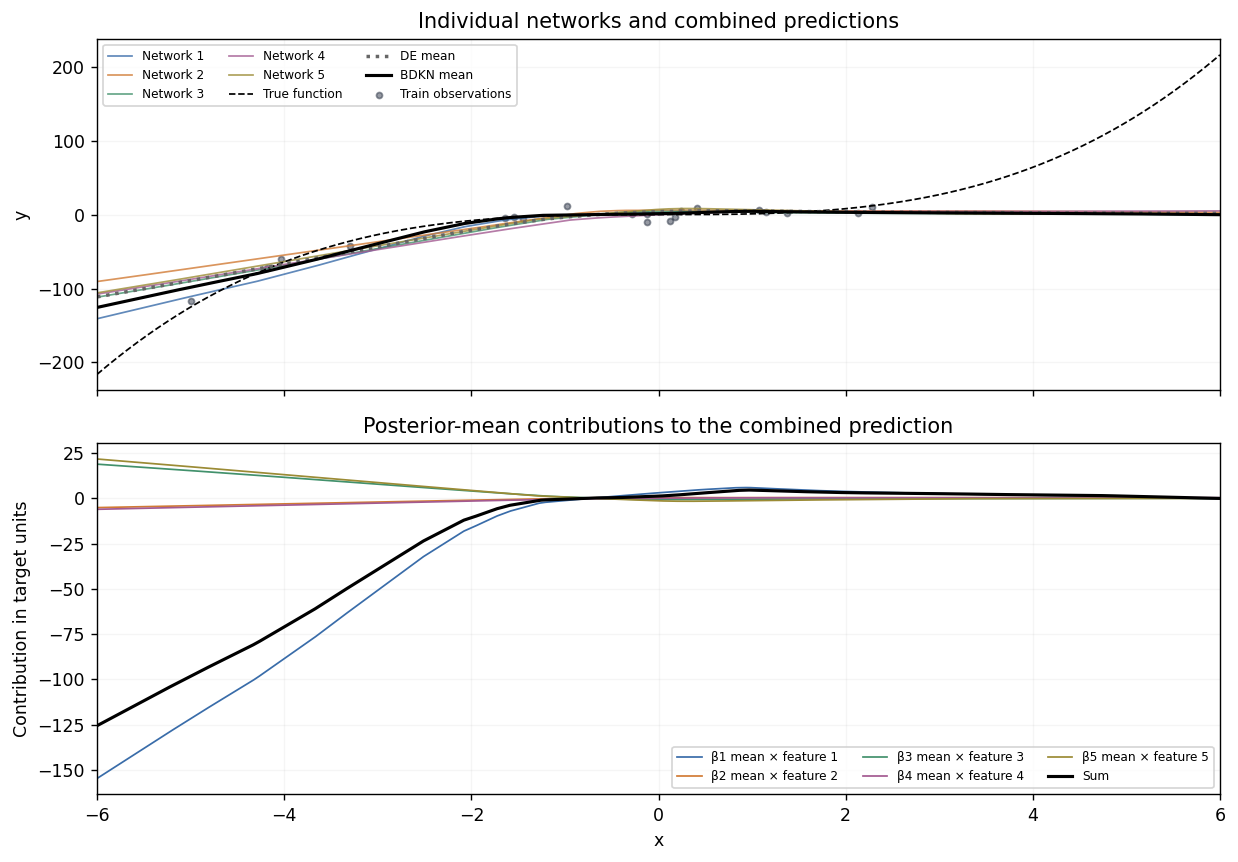 Individual networks and combined predictions
Network 1
Network 2
Network 3
Network 4
Network 5
True function
DE mean
BDKN mean
Train observations
200
100
0
−100
−200
y
Posterior-mean contributions to the combined prediction
25
0
−25
−50
−75
−100
−125
−150
Contribution in target units
β1 mean × feature 1
β2 mean × feature 2
β3 mean × feature 3
β4 mean × feature 4
β5 mean × feature 5
Sum
−6 −4 −2 0 2 4 6
x